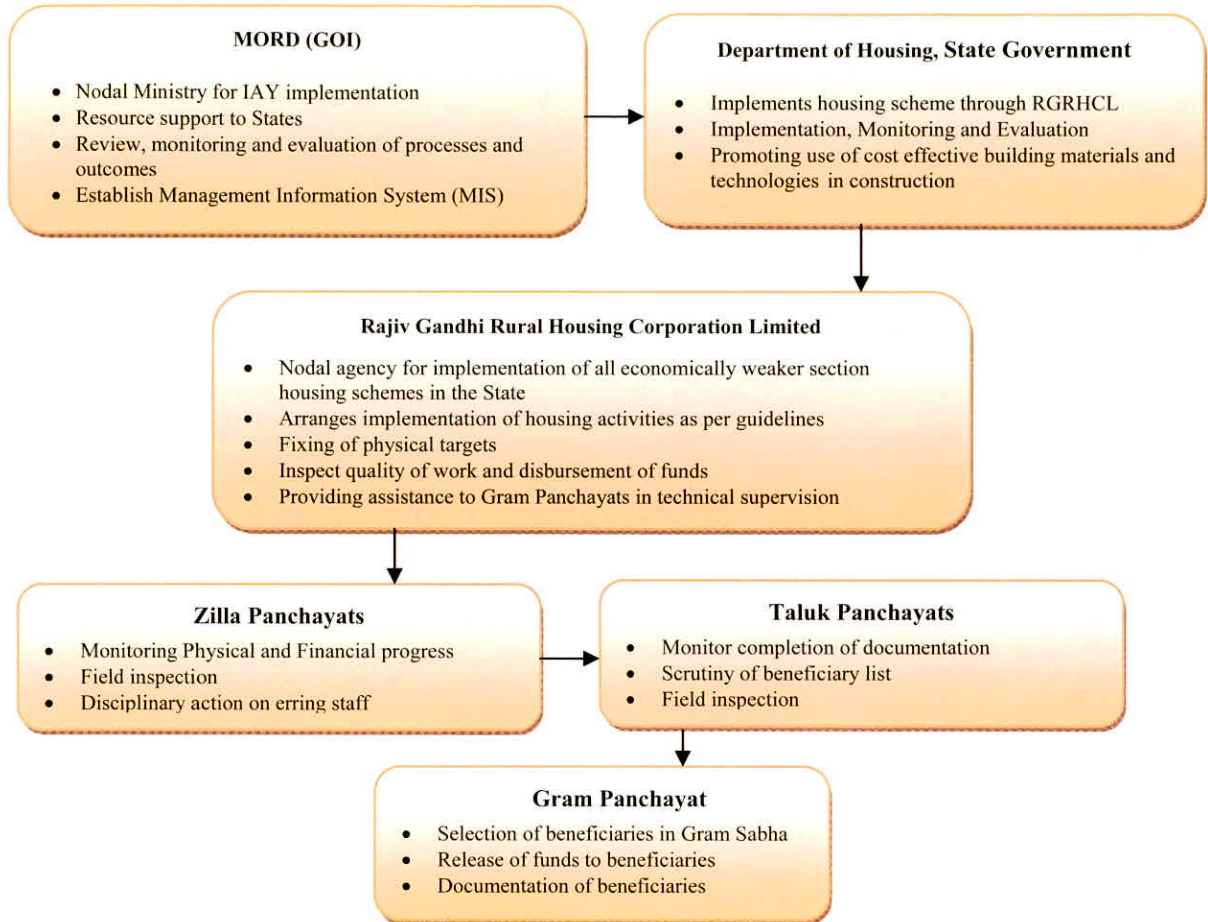 MORD (GOI)
• Nodal Ministry for IAY implementation
• Resource support to States
• Review, monitoring and evaluation of processes and
outcomes
• Establish Management Information System (MIS)
Department of Housing, State Government
• Implements housing scheme through RGRHCL
• Implementation, Monitoring and Evaluation
• Promoting use of cost effective building materials and
technologies in construction
Rajiv Gandhi Rural Housing Corporation Limited
• Nodal agency for implementation of all economically weaker section
housing schemes in the State
• Arranges implementation of housing activities as per guidelines
• Fixing of physical targets
• Inspect quality of work and disbursement of funds
• Providing assistance to Gram Panchayats in technical supervision
Zilla Panchayats
• Monitoring Physical and Financial progress
• Field inspection
• Disciplinary action on erring staff
Taluk Panchayats
• Monitor completion of documentation
• Scrutiny of beneficiary list
• Field inspection
Gram Panchayat
• Selection of beneficiaries in Gram Sabha
• Release of funds to beneficiaries
• Documentation of beneficiaries